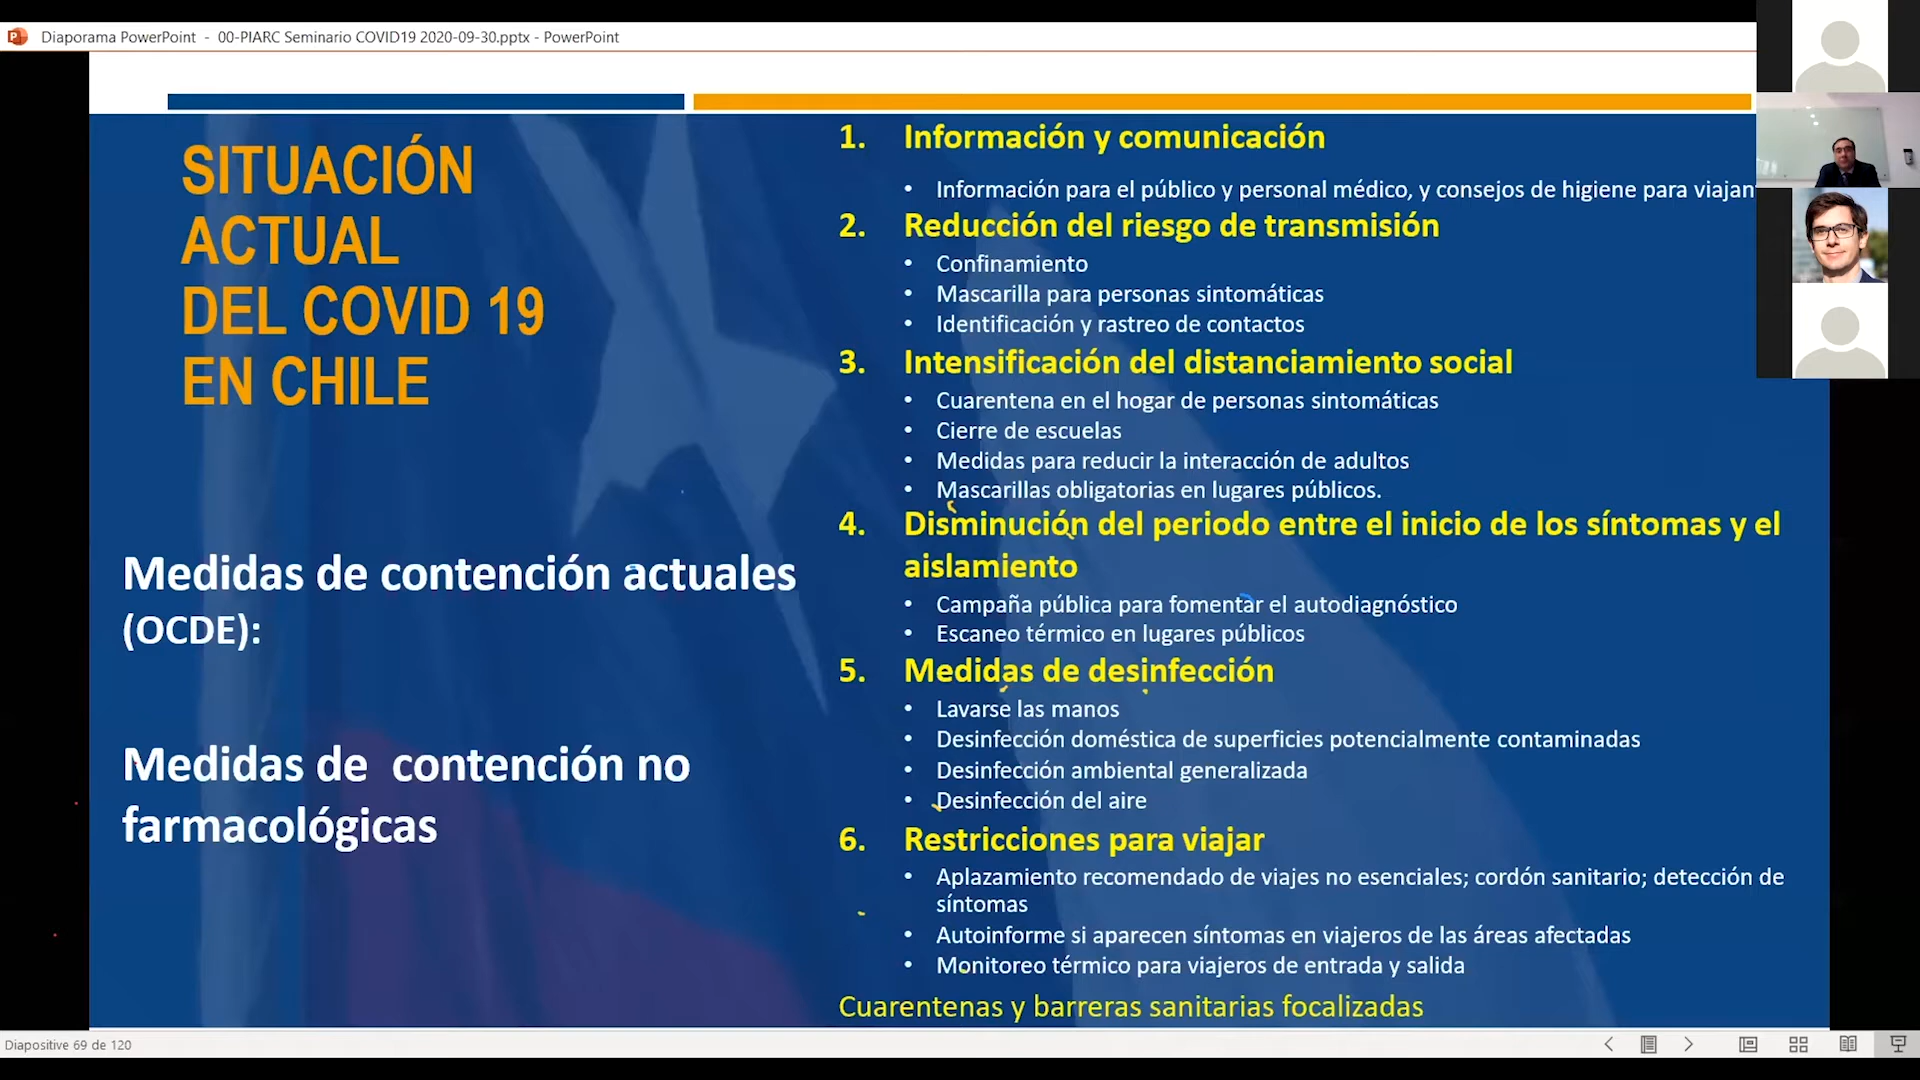 Diaporama PowerPoint - 00-PIARC Seminario COVID19 2020-09-30.pptx - PowerPoint
SITUACIÓN
ACTUAL
DEL COVID 19
EN CHILE
Medidas de contención actuales
(OCDE):
Medidas de contención no
farmacológicas
1. Información y comunicación
• Información para el público y personal médico, y consejos de higiene para
2. Reducción del riesgo de transmisión
• Confinamiento
• Mascarilla para personas sintomáticas
• Identificación y rastreo de contactos
3. Intensificación del distanciamiento social
• Cuarentena en el hogar de personas sintomáticas
• Cierre de escuelas
• Medidas para reducir la interacción de adultos
• Mascarillas obligatorias en lugares públicos.
4. Disminución del periodo entre el inicio de los síntomas y el
aislamiento
• Campaña pública para fomentar el autodiagnóstico
• Escaneo térmico en lugares públicos
5. Medidas de desinfección
• Lavarse las manos
• Desinfección doméstica de superficies potencialmente contaminadas
• Desinfección ambiental generalizada
• Desinfección del aire
6. Restricciones para viajar
• Aplazamiento recomendado de viajes no esenciales; cordón sanitario; detección de
síntomas
• Autoinforme si aparecen síntomas en viajeros de las áreas afectadas
• Monitoreo térmico para viajeros de entrada y salida
Cuarentenas y barreras sanitarias focalizadas
Diapositive 69 de 120